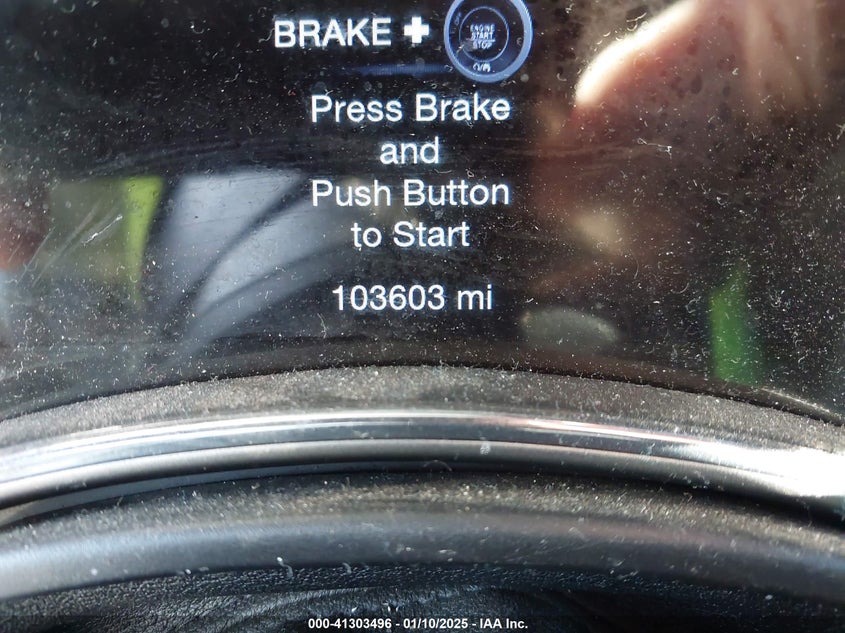 BRAKE +
ENGINE
START
STOP
Press Brake
and
Push Button
to Start
103603 mi
000-41303496 - 01/10/2025 - IAA Inc.